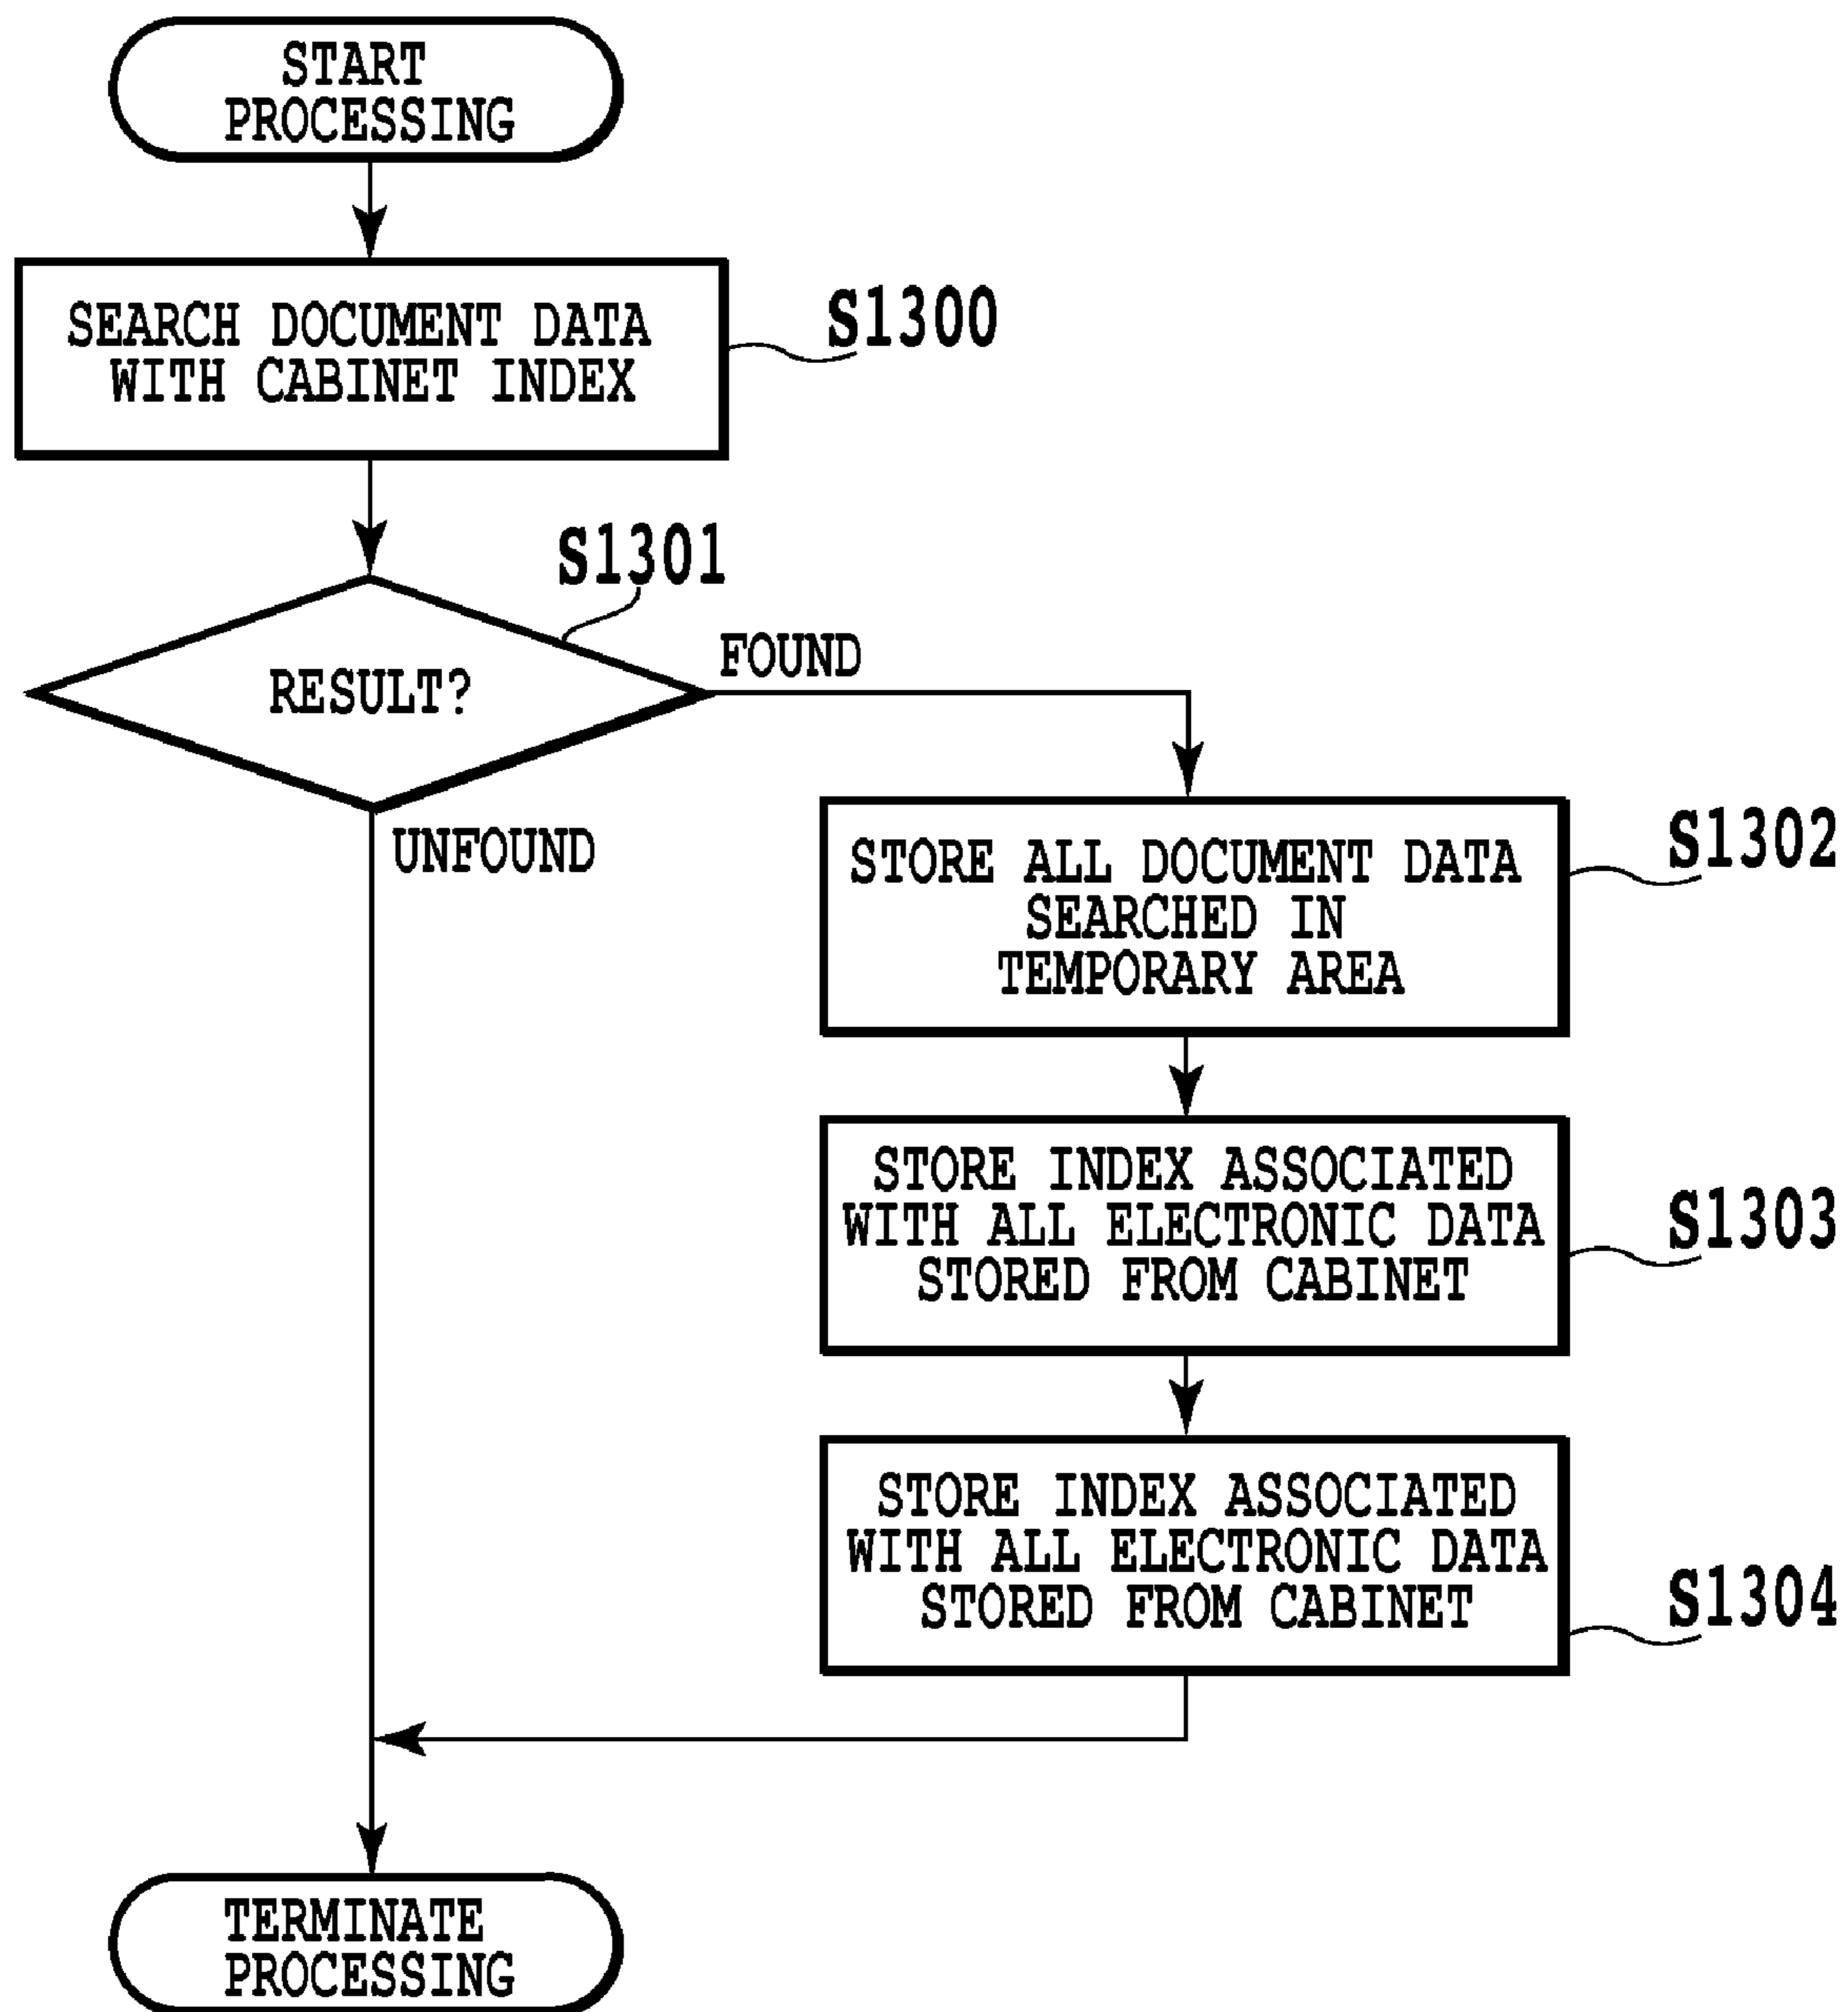 START
PROCESSING
SEARCH DOCUMENT DATA
WITH CABINET INDEX
S1300
S1301
RESULT?
FOUND
UNFOUND
STORE ALL DOCUMENT DATA
SEARCHED IN
TEMPORARY AREA
S1302
STORE INDEX ASSOCIATED
WITH ALL ELECTRONIC DATA
STORED FROM CABINET
S1303
STORE INDEX ASSOCIATED
WITH ALL ELECTRONIC DATA
STORED FROM CABINET
S1304
TERMINATE
PROCESSING